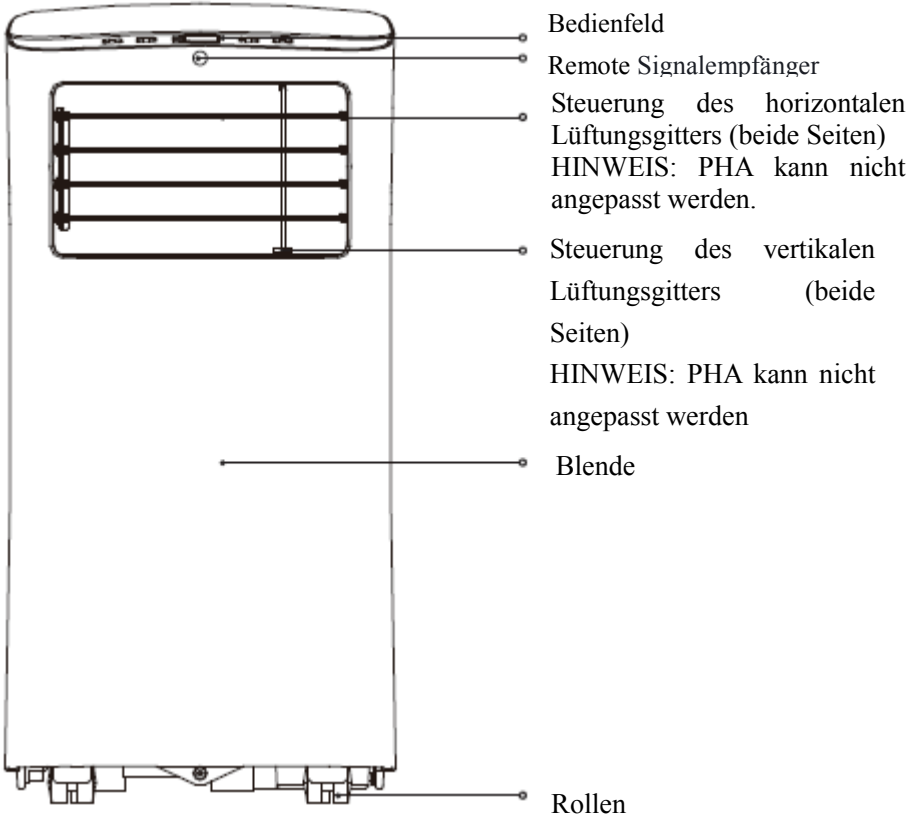 Bedienfeld
Remote Signalempfänger
Steuerung des horizontalen
Lüftungsgitters (beide Seiten)
HINWEIS: PHA kann nicht
angepasst werden.
Steuerung des vertikalen
Lüftungsgitters (beide
Seiten)
HINWEIS: PHA kann nicht
angepasst werden
Blende
Rollen